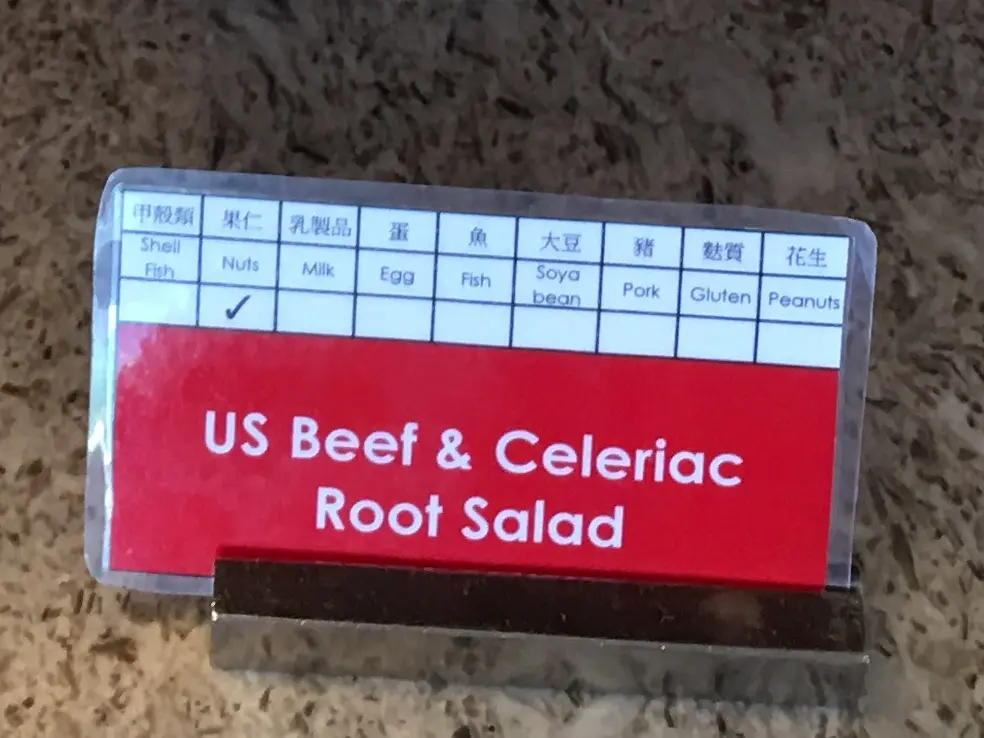 甲殼類 果仁 乳製品 蛋 魚 大豆 豬 麩質 花生
Shell Fish Nuts Milk Egg Fish Soya bean Pork Gluten Peanuts
✓
US Beef & Celeriac
Root Salad